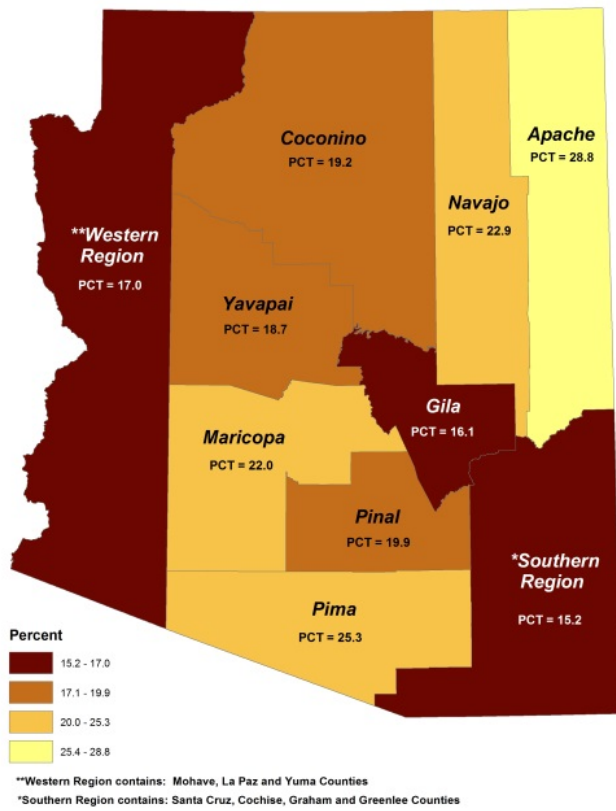 Coconino
PCT = 19.2
Apache
PCT = 28.8
Navajo
PCT = 22.9
**Western
Region
PCT = 17.0
Yavapai
PCT = 18.7
Gila
PCT = 16.1
Maricopa
PCT = 22.0
Pinal
PCT = 19.9
*Southern
Region
PCT = 15.2
Pima
PCT = 25.3
Percent
15.2 - 17.0
17.1 - 19.9
20.0 - 25.3
25.4 - 28.8
**Western Region contains: Mohave, La Paz and Yuma Counties
*Southern Region contains: Santa Cruz, Cochise, Graham and Greenlee Counties